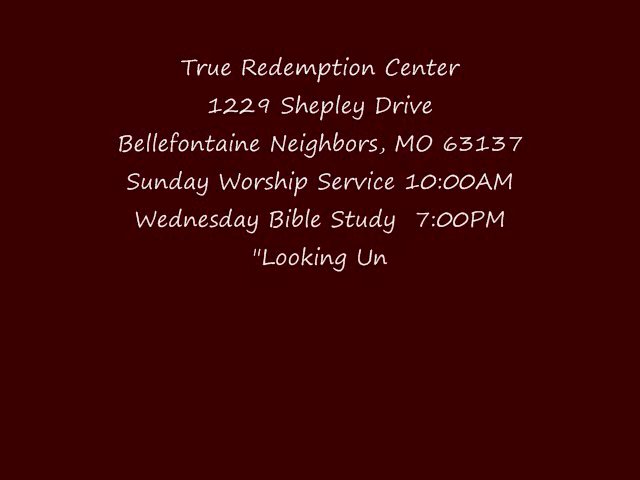 True Redemption Center
1229 Shepley Drive
Bellefontaine Neighbors, MO 63137
Sunday Worship Service 10:00AM
Wednesday Bible Study 7:00PM
"Looking Un